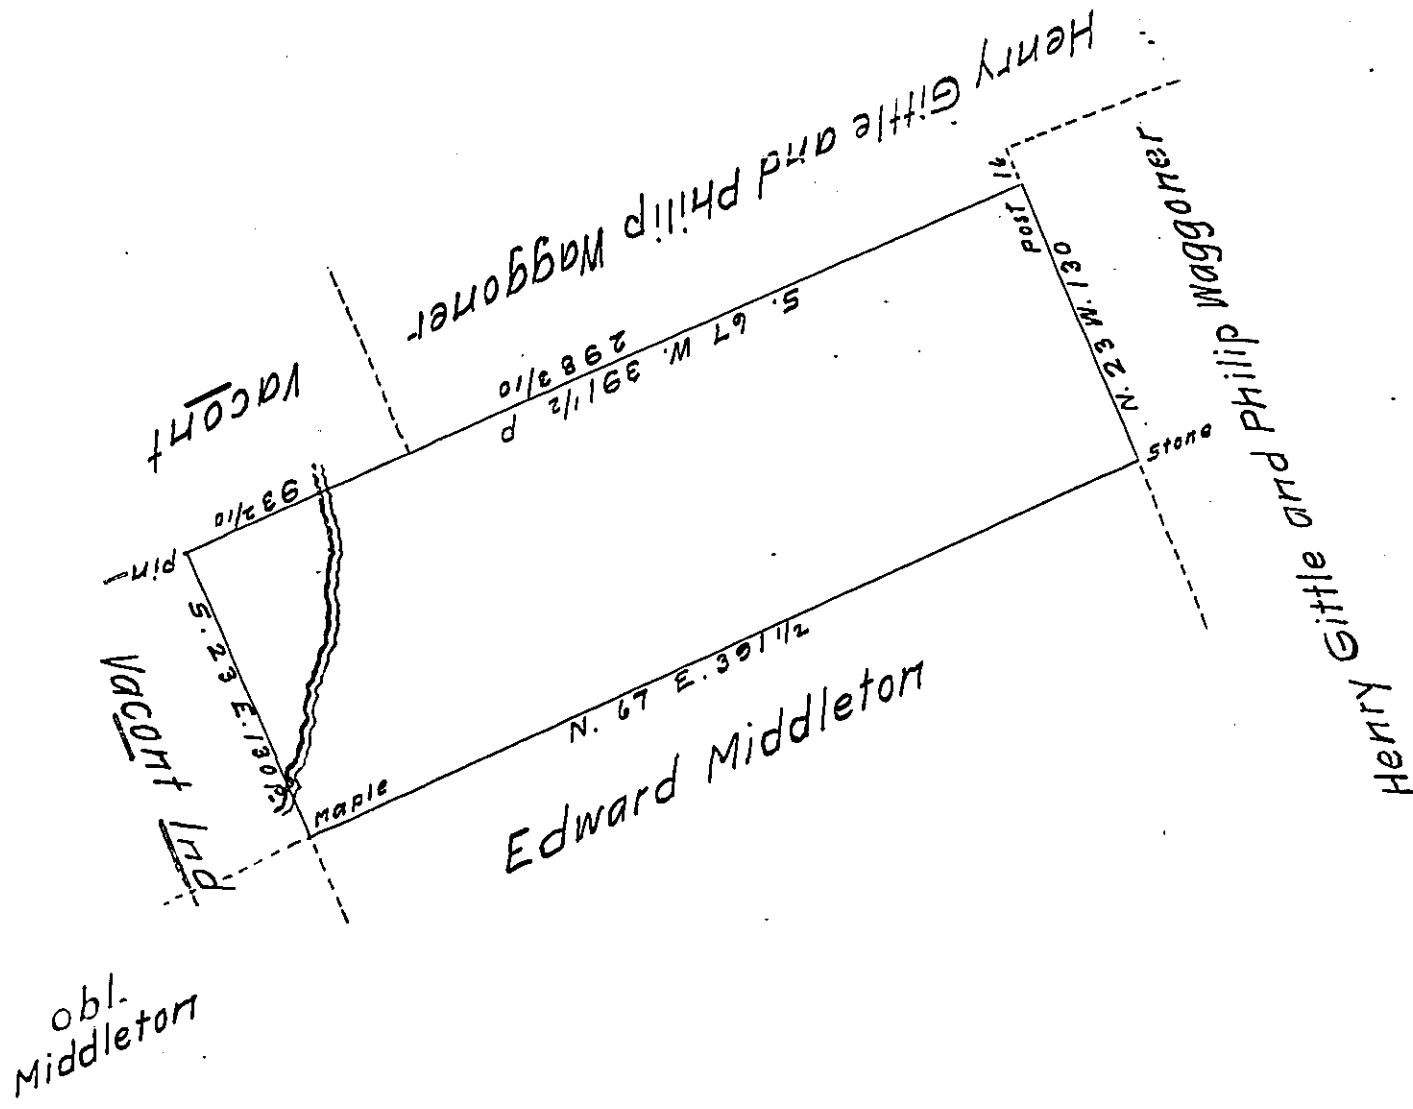 Henry Gittle and Philip Waggoner
Vacant
93 2/10
298 3/10
S. 67 W. 391 1/2 P
Pin
Post
14
N. 23 W. 130
Henry Gittle and Philip Waggoner
Stone
S. 23 E. 130 P.
Vacant lnd
Maple
N. 67 E. 391 1/2
Edward Middleton
obl.
Middleton